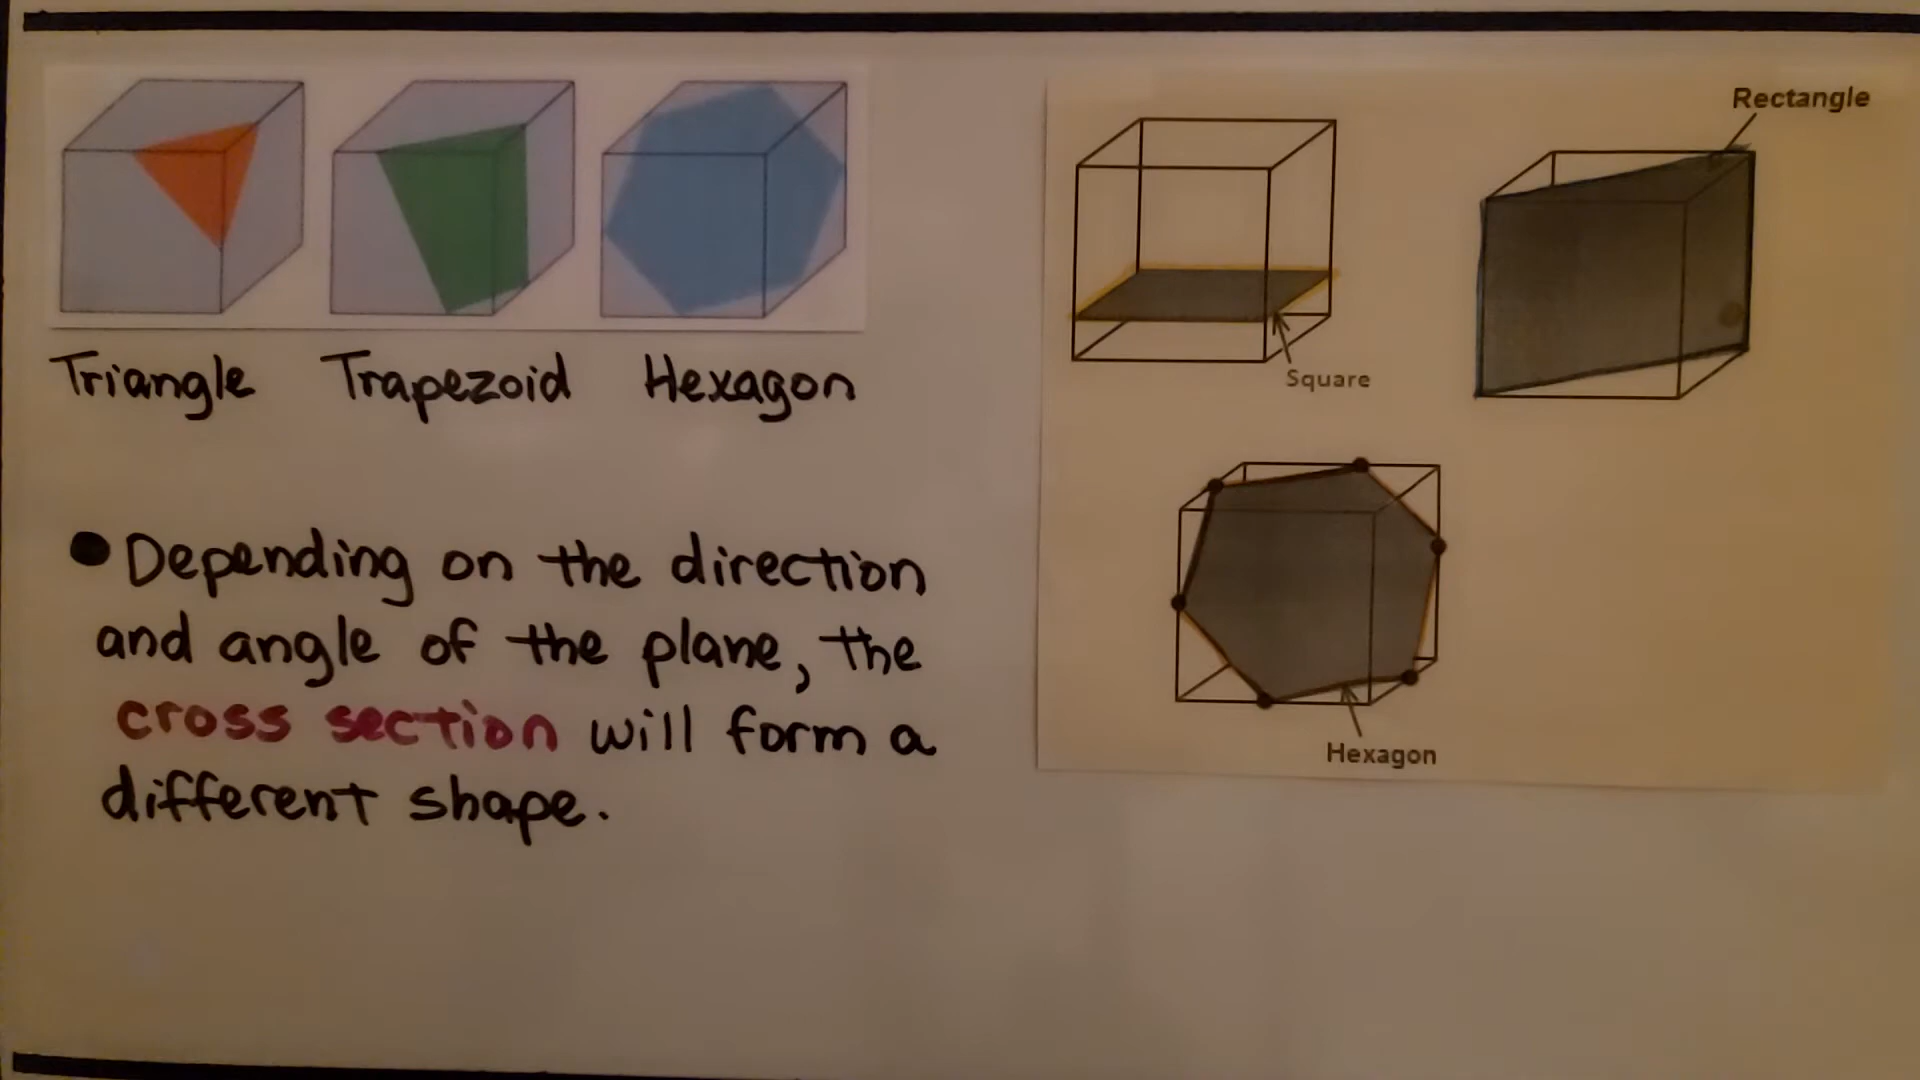 Triangle Trapezoid Hexagon
● Depending on the direction
and angle of the plane, the
cross section will form a
different shape.
Rectangle
Square
Hexagon